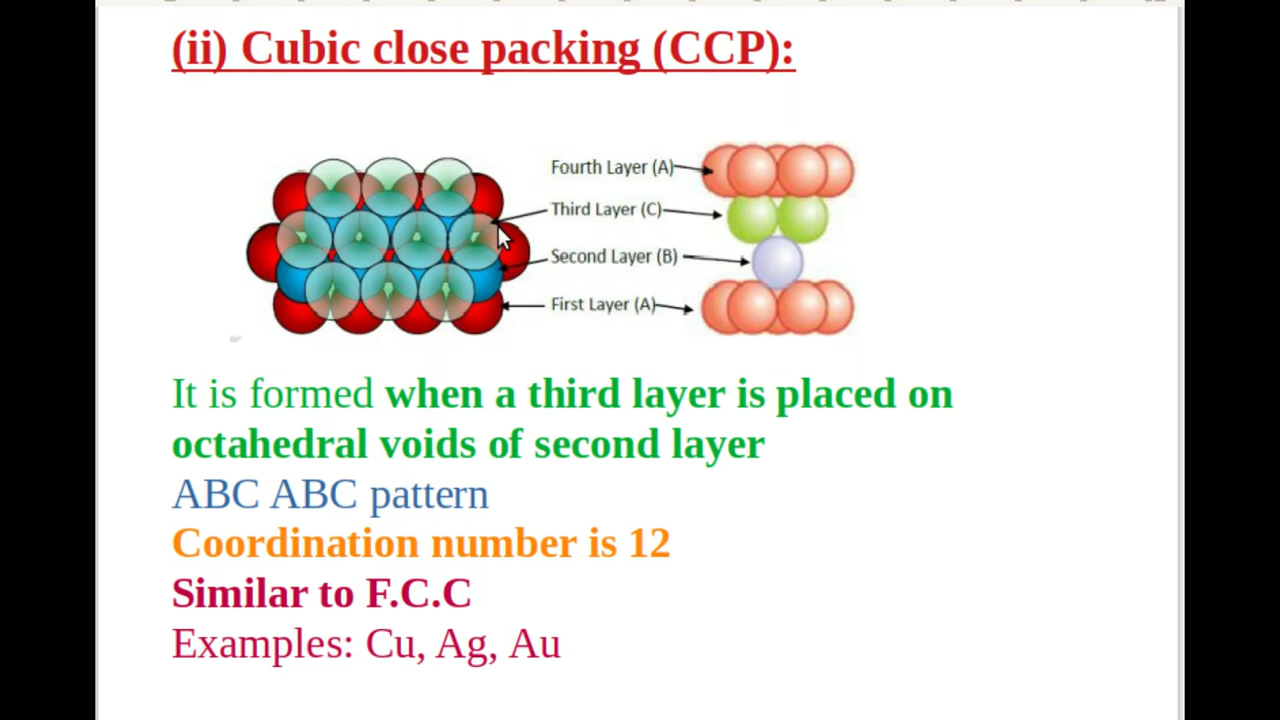 (ii) Cubic close packing (CCP):
Fourth Layer (A)
Third Layer (C)
Second Layer (B)
First Layer (A)
It is formed when a third layer is placed on
octahedral voids of second layer
ABC ABC pattern
Coordination number is 12
Similar to F.C.C
Examples: Cu, Ag, Au